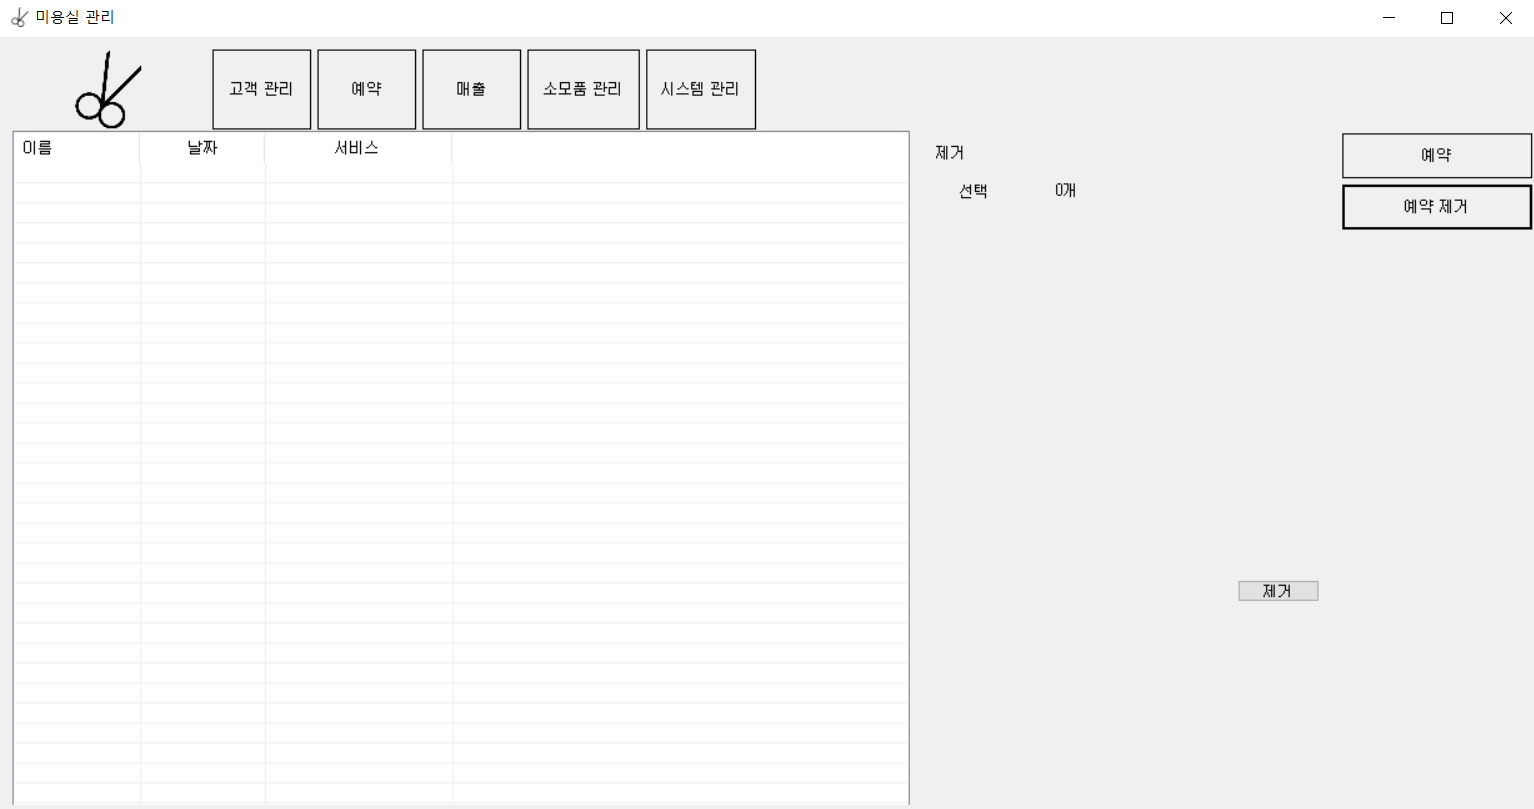 미용실 관리
고객 관리 예약 매출 소모품 관리 시스템 관리
이름 날짜 서비스
제거
선택 0개
예약
예약 제거
제거